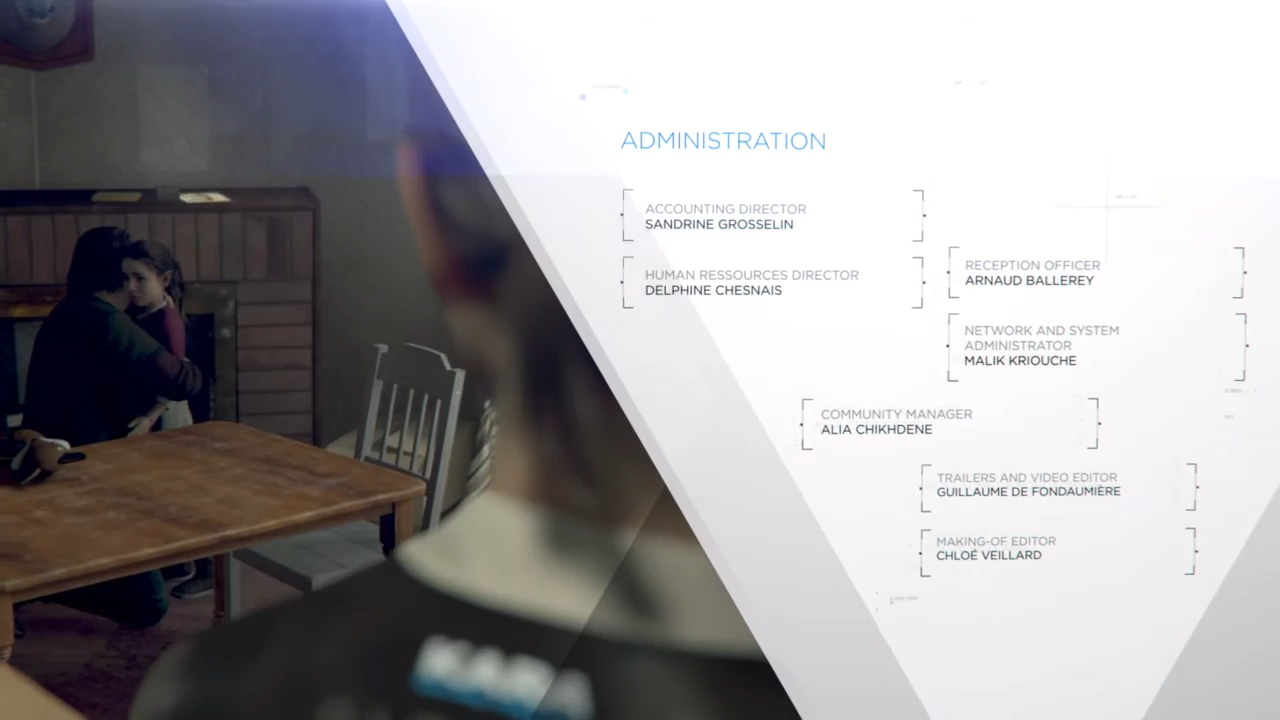 ADMINISTRATION
ACCOUNTING DIRECTOR
SANDRINE GROSSELIN
HUMAN RESSOURCES DIRECTOR
DELPHINE CHESNAIS
RECEPTION OFFICER
ARNAUD BALLEREY
NETWORK AND SYSTEM
ADMINISTRATOR
MALIK KRIOUCHE
COMMUNITY MANAGER
ALIA CHIKHDENE
TRAILERS AND VIDEO EDITOR
GUILLAUME DE FONDAUMIÈRE
MAKING-OF EDITOR
CHLOÉ VEILLARD
KARA